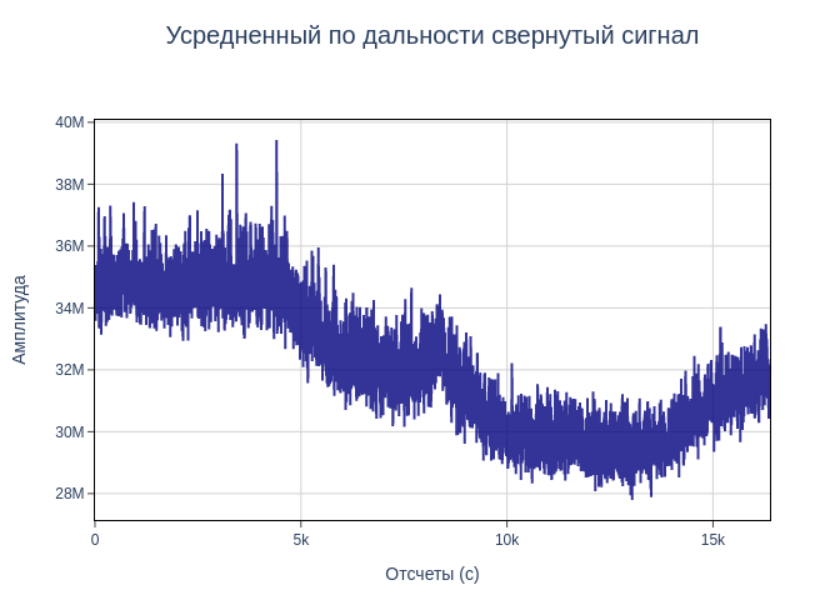 Усредненный по дальности свернутый сигнал
40M
38M
36M
34M
32M
30M
28M
Амплитуда
0 5k 10k 15k
Отсчеты (с)